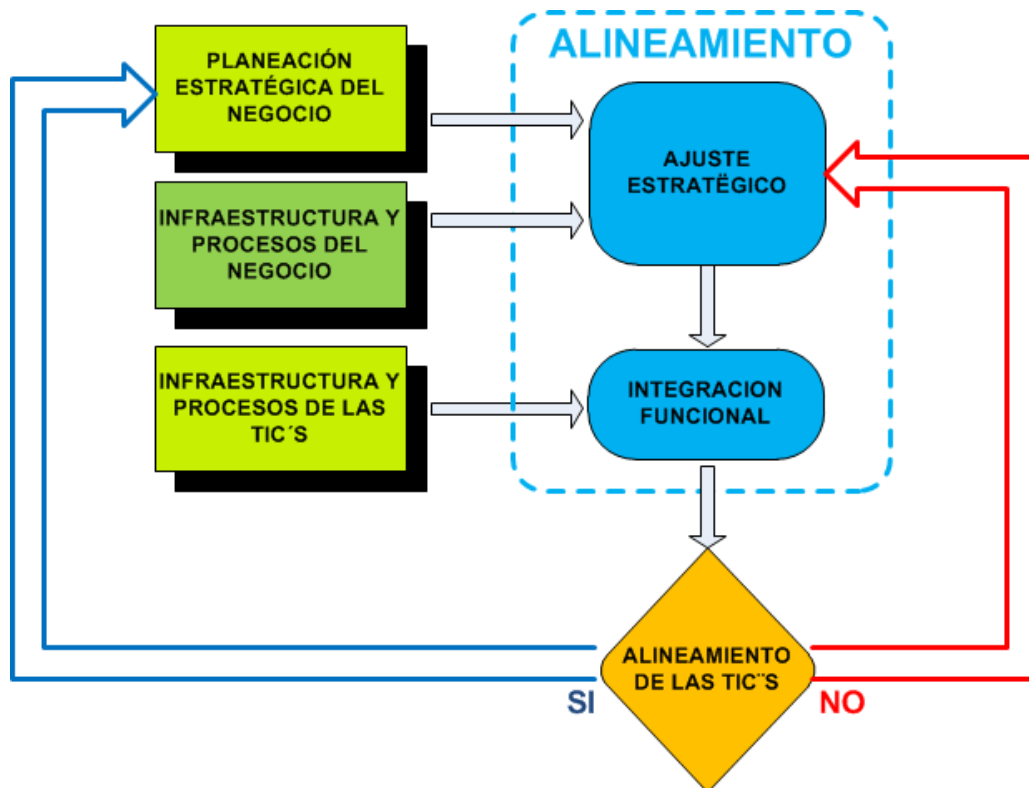 ALINEAMIENTO
PLANEACIÓN
ESTRATÉGICA DEL
NEGOCIO
AJUSTE
ESTRATËGICO
INFRAESTRUCTURA Y
PROCESOS DEL
NEGOCIO
INFRAESTRUCTURA Y
PROCESOS DE LAS
TIC´S
INTEGRACION
FUNCIONAL
ALINEAMIENTO
DE LAS TIC¨S
SI
NO